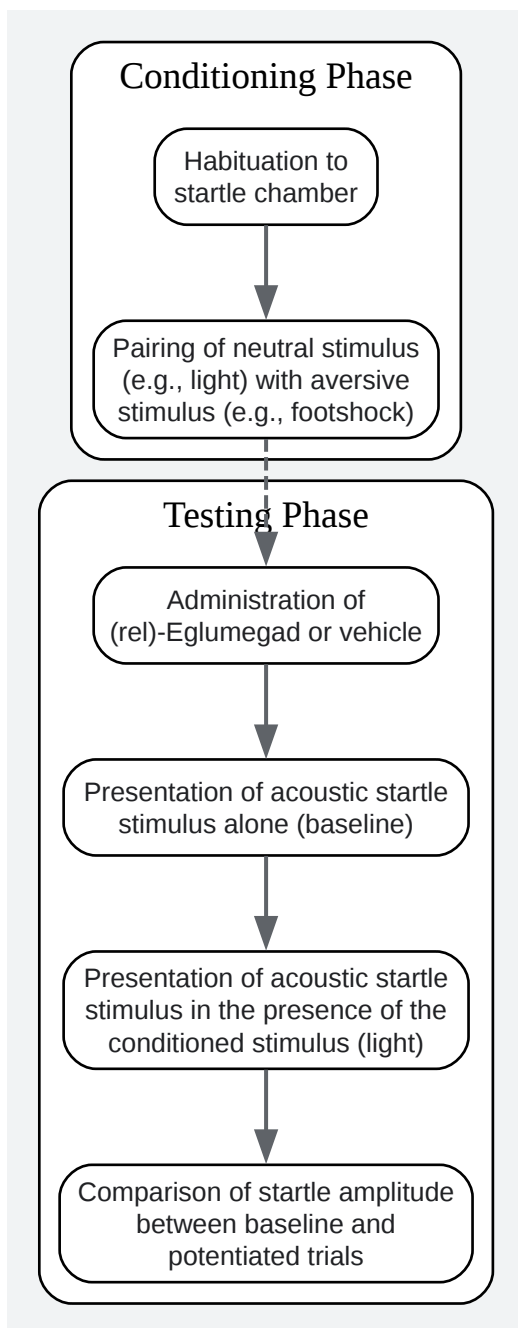 Conditioning Phase
Habituation to
startle chamber
Pairing of neutral stimulus
(e.g., light) with aversive
stimulus (e.g., footshock)
Testing Phase
Administration of
(rel)-Eglumegad or vehicle
Presentation of acoustic startle
stimulus alone (baseline)
Presentation of acoustic startle
stimulus in the presence of the
conditioned stimulus (light)
Comparison of startle amplitude
between baseline and
potentiated trials